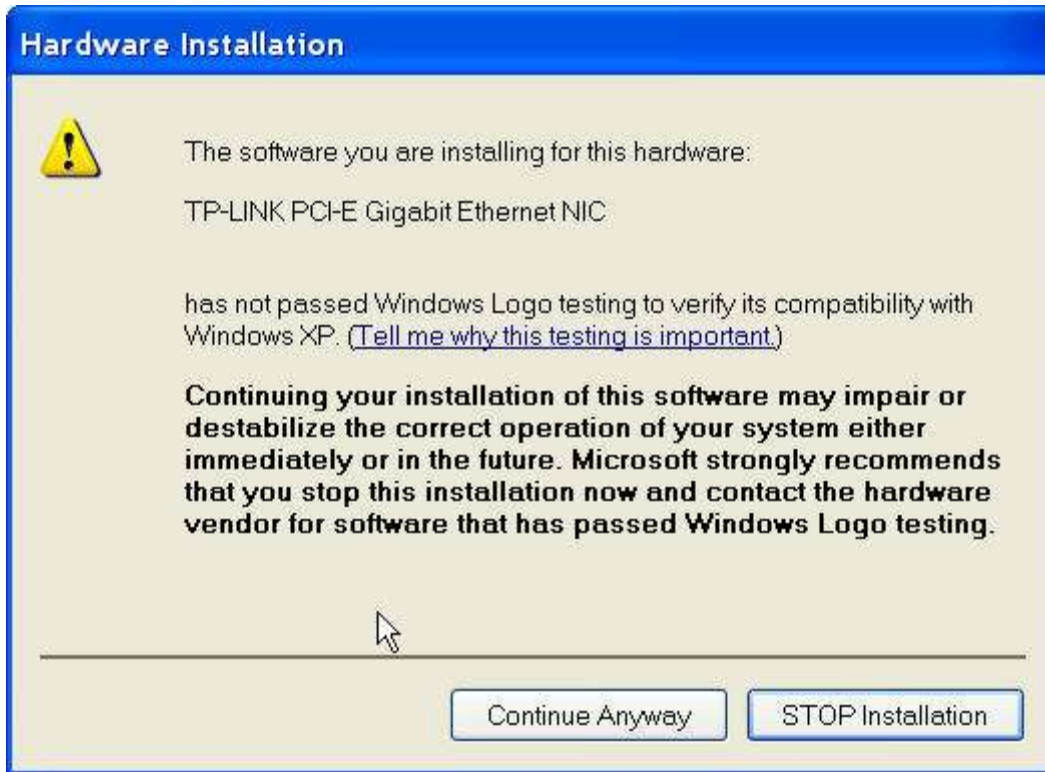 Hardware Installation
The software you are installing for this hardware:
TP-LINK PCI-E Gigabit Ethernet NIC
has not passed Windows Logo testing to verify its compatibility with
Windows XP. (Tell me why this testing is important.)
Continuing your installation of this software may impair or
destabilize the correct operation of your system either
immediately or in the future. Microsoft strongly recommends
that you stop this installation now and contact the hardware
vendor for software that has passed Windows Logo testing.
Continue Anyway
STOP Installation